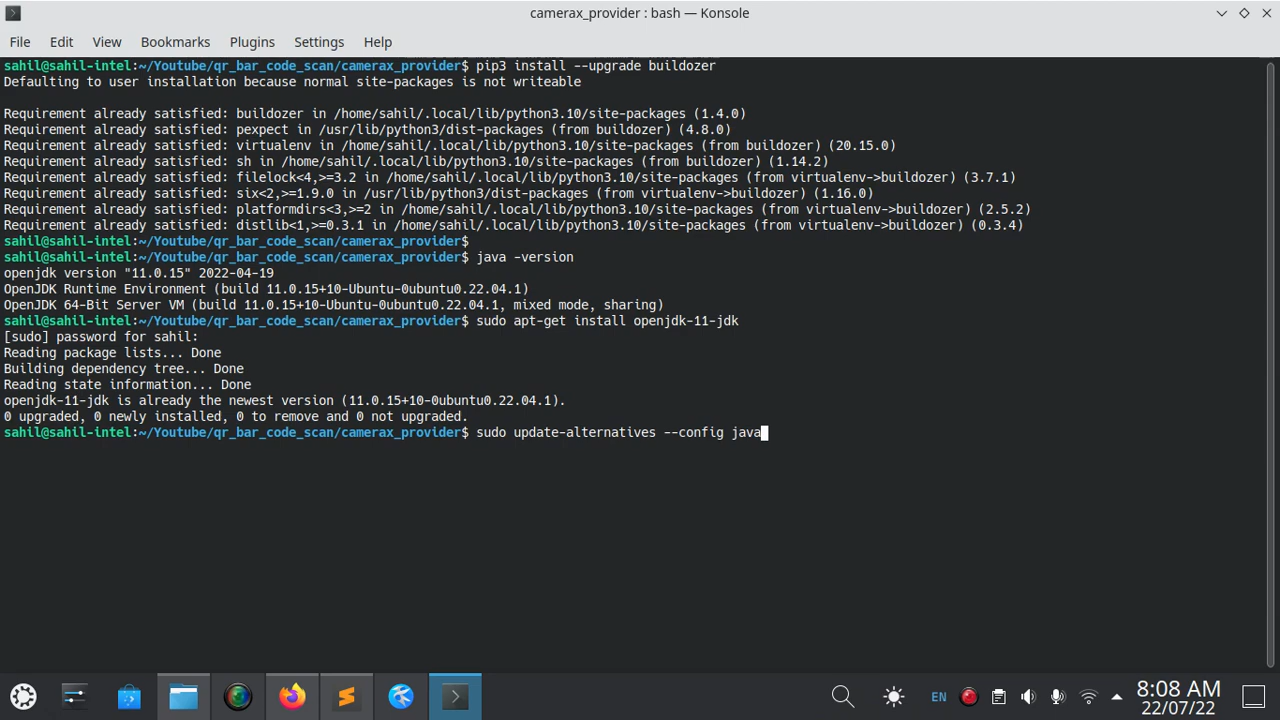 camerax_provider : bash — Konsole
File Edit View Bookmarks Plugins Settings Help
sahil@sahil-intel:~/Youtube/qr_bar_code_scan/camerax_provider$ pip3 install --upgrade buildozer
Defaulting to user installation because normal site-packages is not writeable
Requirement already satisfied: buildozer in /home/sahil/.local/lib/python3.10/site-packages (1.4.0)
Requirement already satisfied: pexpect in /usr/lib/python3/dist-packages (from buildozer) (4.8.0)
Requirement already satisfied: virtualenv in /home/sahil/.local/lib/python3.10/site-packages (from buildozer) (20.15.0)
Requirement already satisfied: sh in /home/sahil/.local/lib/python3.10/site-packages (from buildozer) (1.14.2)
Requirement already satisfied: filelock<4,>=3.2 in /home/sahil/.local/lib/python3.10/site-packages (from virtualenv->buildozer) (3.7.1)
Requirement already satisfied: six<2,>=1.9.0 in /usr/lib/python3/dist-packages (from virtualenv->buildozer) (1.16.0)
Requirement already satisfied: platformdirs<3,>=2 in /home/sahil/.local/lib/python3.10/site-packages (from virtualenv->buildozer) (2.5.2)
Requirement already satisfied: distlib<1,>=0.3.1 in /home/sahil/.local/lib/python3.10/site-packages (from virtualenv->buildozer) (0.3.4)
sahil@sahil-intel:~/Youtube/qr_bar_code_scan/camerax_provider$
sahil@sahil-intel:~/Youtube/qr_bar_code_scan/camerax_provider$ java -version
openjdk version "11.0.15" 2022-04-19
OpenJDK Runtime Environment (build 11.0.15+10-Ubuntu-0ubuntu0.22.04.1)
OpenJDK 64-Bit Server VM (build 11.0.15+10-Ubuntu-0ubuntu0.22.04.1, mixed mode, sharing)
sahil@sahil-intel:~/Youtube/qr_bar_code_scan/camerax_provider$ sudo apt-get install openjdk-11-jdk
[sudo] password for sahil:
Reading package lists... Done
Building dependency tree... Done
Reading state information... Done
openjdk-11-jdk is already the newest version (11.0.15+10-0ubuntu0.22.04.1).
0 upgraded, 0 newly installed, 0 to remove and 0 not upgraded.
sahil@sahil-intel:~/Youtube/qr_bar_code_scan/camerax_provider$ sudo update-alternatives --config java
EN
8:08 AM
22/07/22